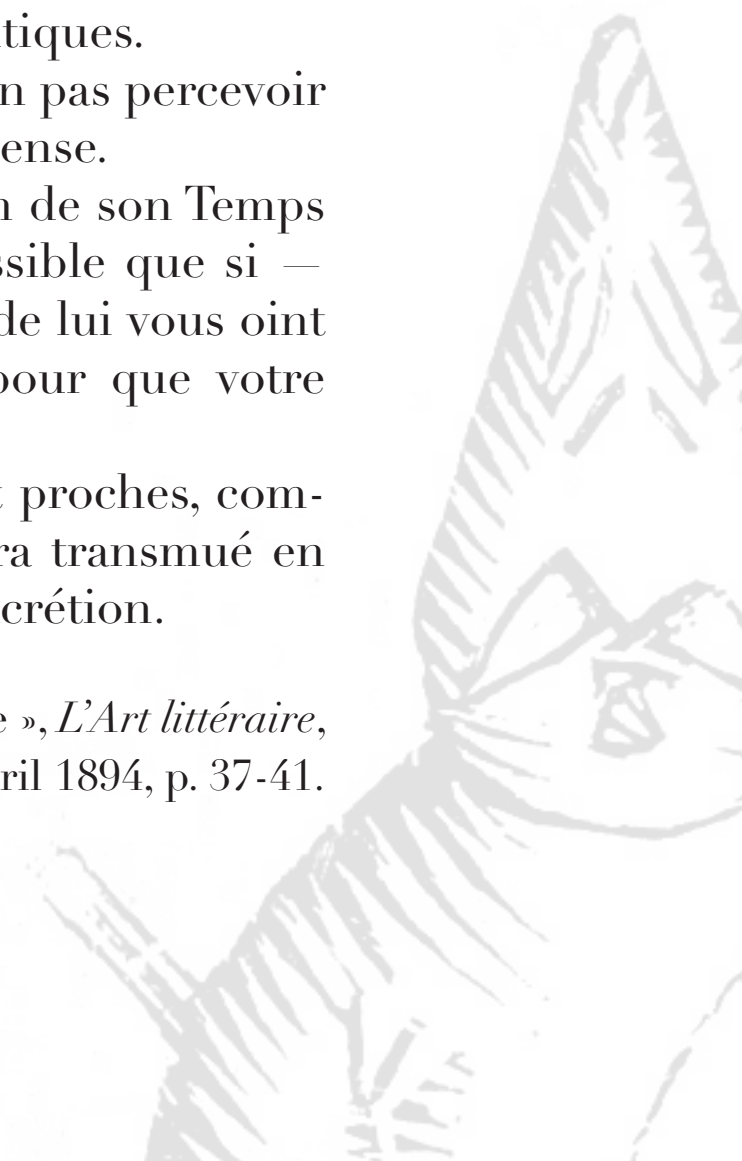 tiques.
n pas percevoir
ense.
n de son Temps
ssible que si —
de lui vous oint
pour que votre
t proches, com-
ra transmué en
crétion.
e », L’Art littéraire,
ril 1894, p. 37-41.